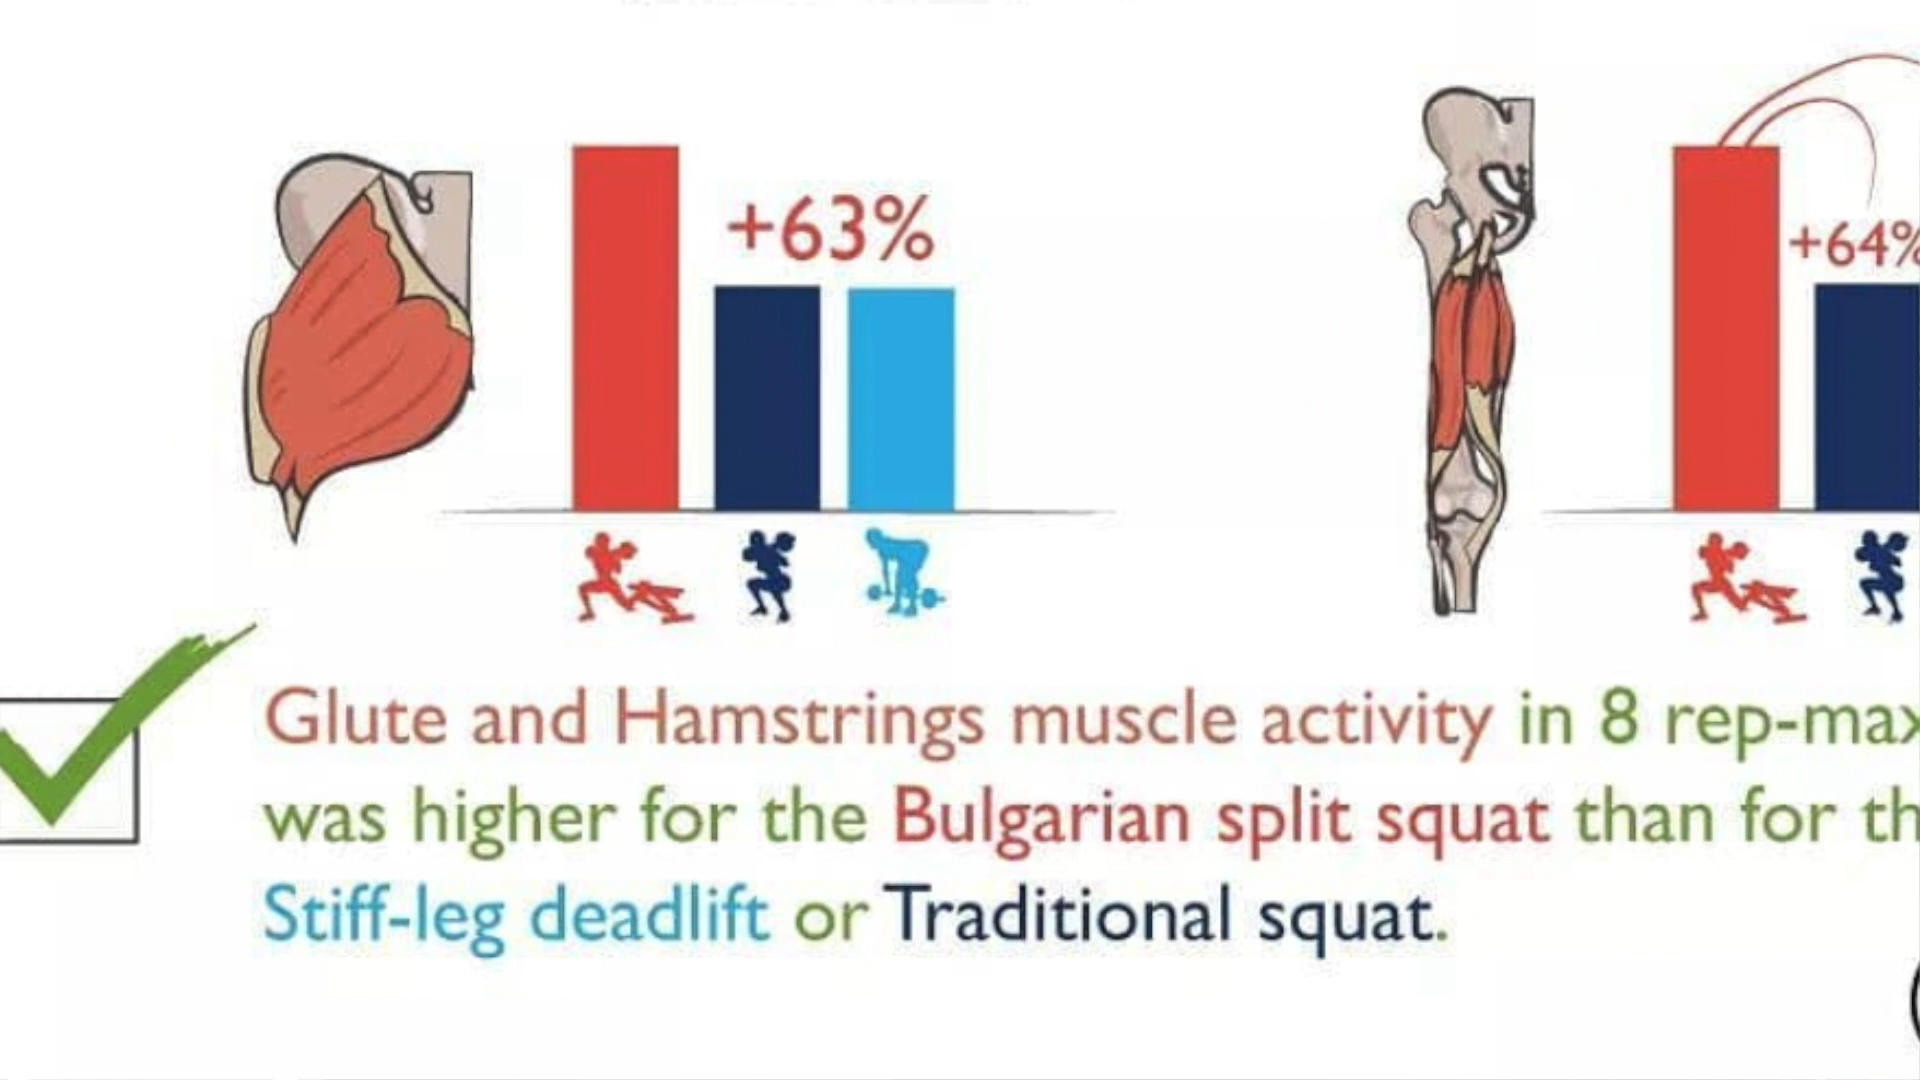 +63%
+64%
Glute and Hamstrings muscle activity in 8 rep-max
was higher for the Bulgarian split squat than for th
Stiff-leg deadlift or Traditional squat.